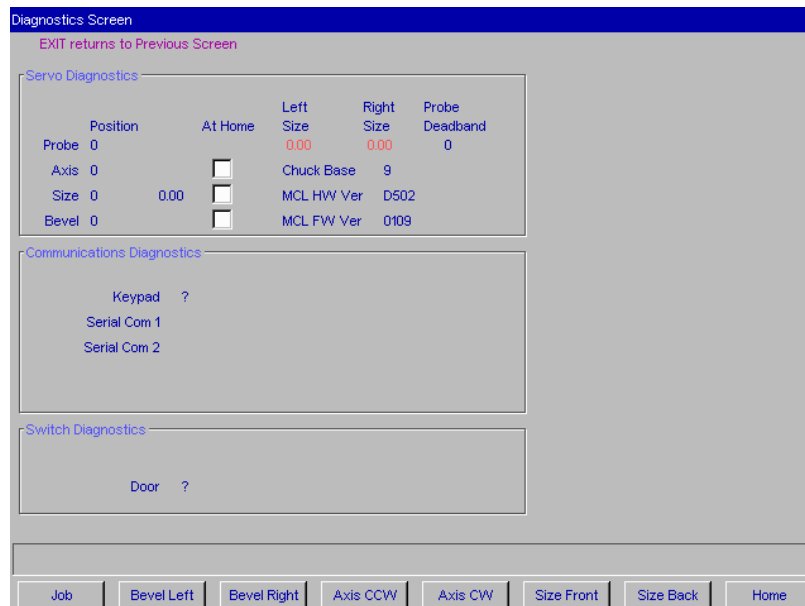 Diagnostics Screen
EXIT returns to Previous Screen
Servo Diagnostics
Left Right Probe
Position At Home Size Size Deadband
Probe 0 0.00 0.00 0
Axis 0 Chuck Base 9
Size 0 0.00 MCL HW Ver D502
Bevel 0 MCL FW Ver 0109
Communications Diagnostics
Keypad ?
Serial Com 1
Serial Com 2
Switch Diagnostics
Door ?
Job Bevel Left Bevel Right Axis CCW Axis CW Size Front Size Back Home